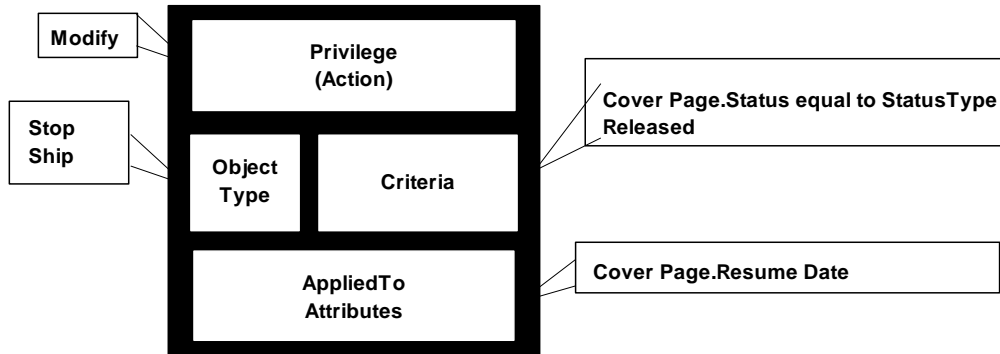 Modify
Privilege
(Action)
Cover Page.Status equal to StatusType
Released
Stop
Ship
Object
Type
Criteria
AppliedTo
Attributes
Cover Page.Resume Date